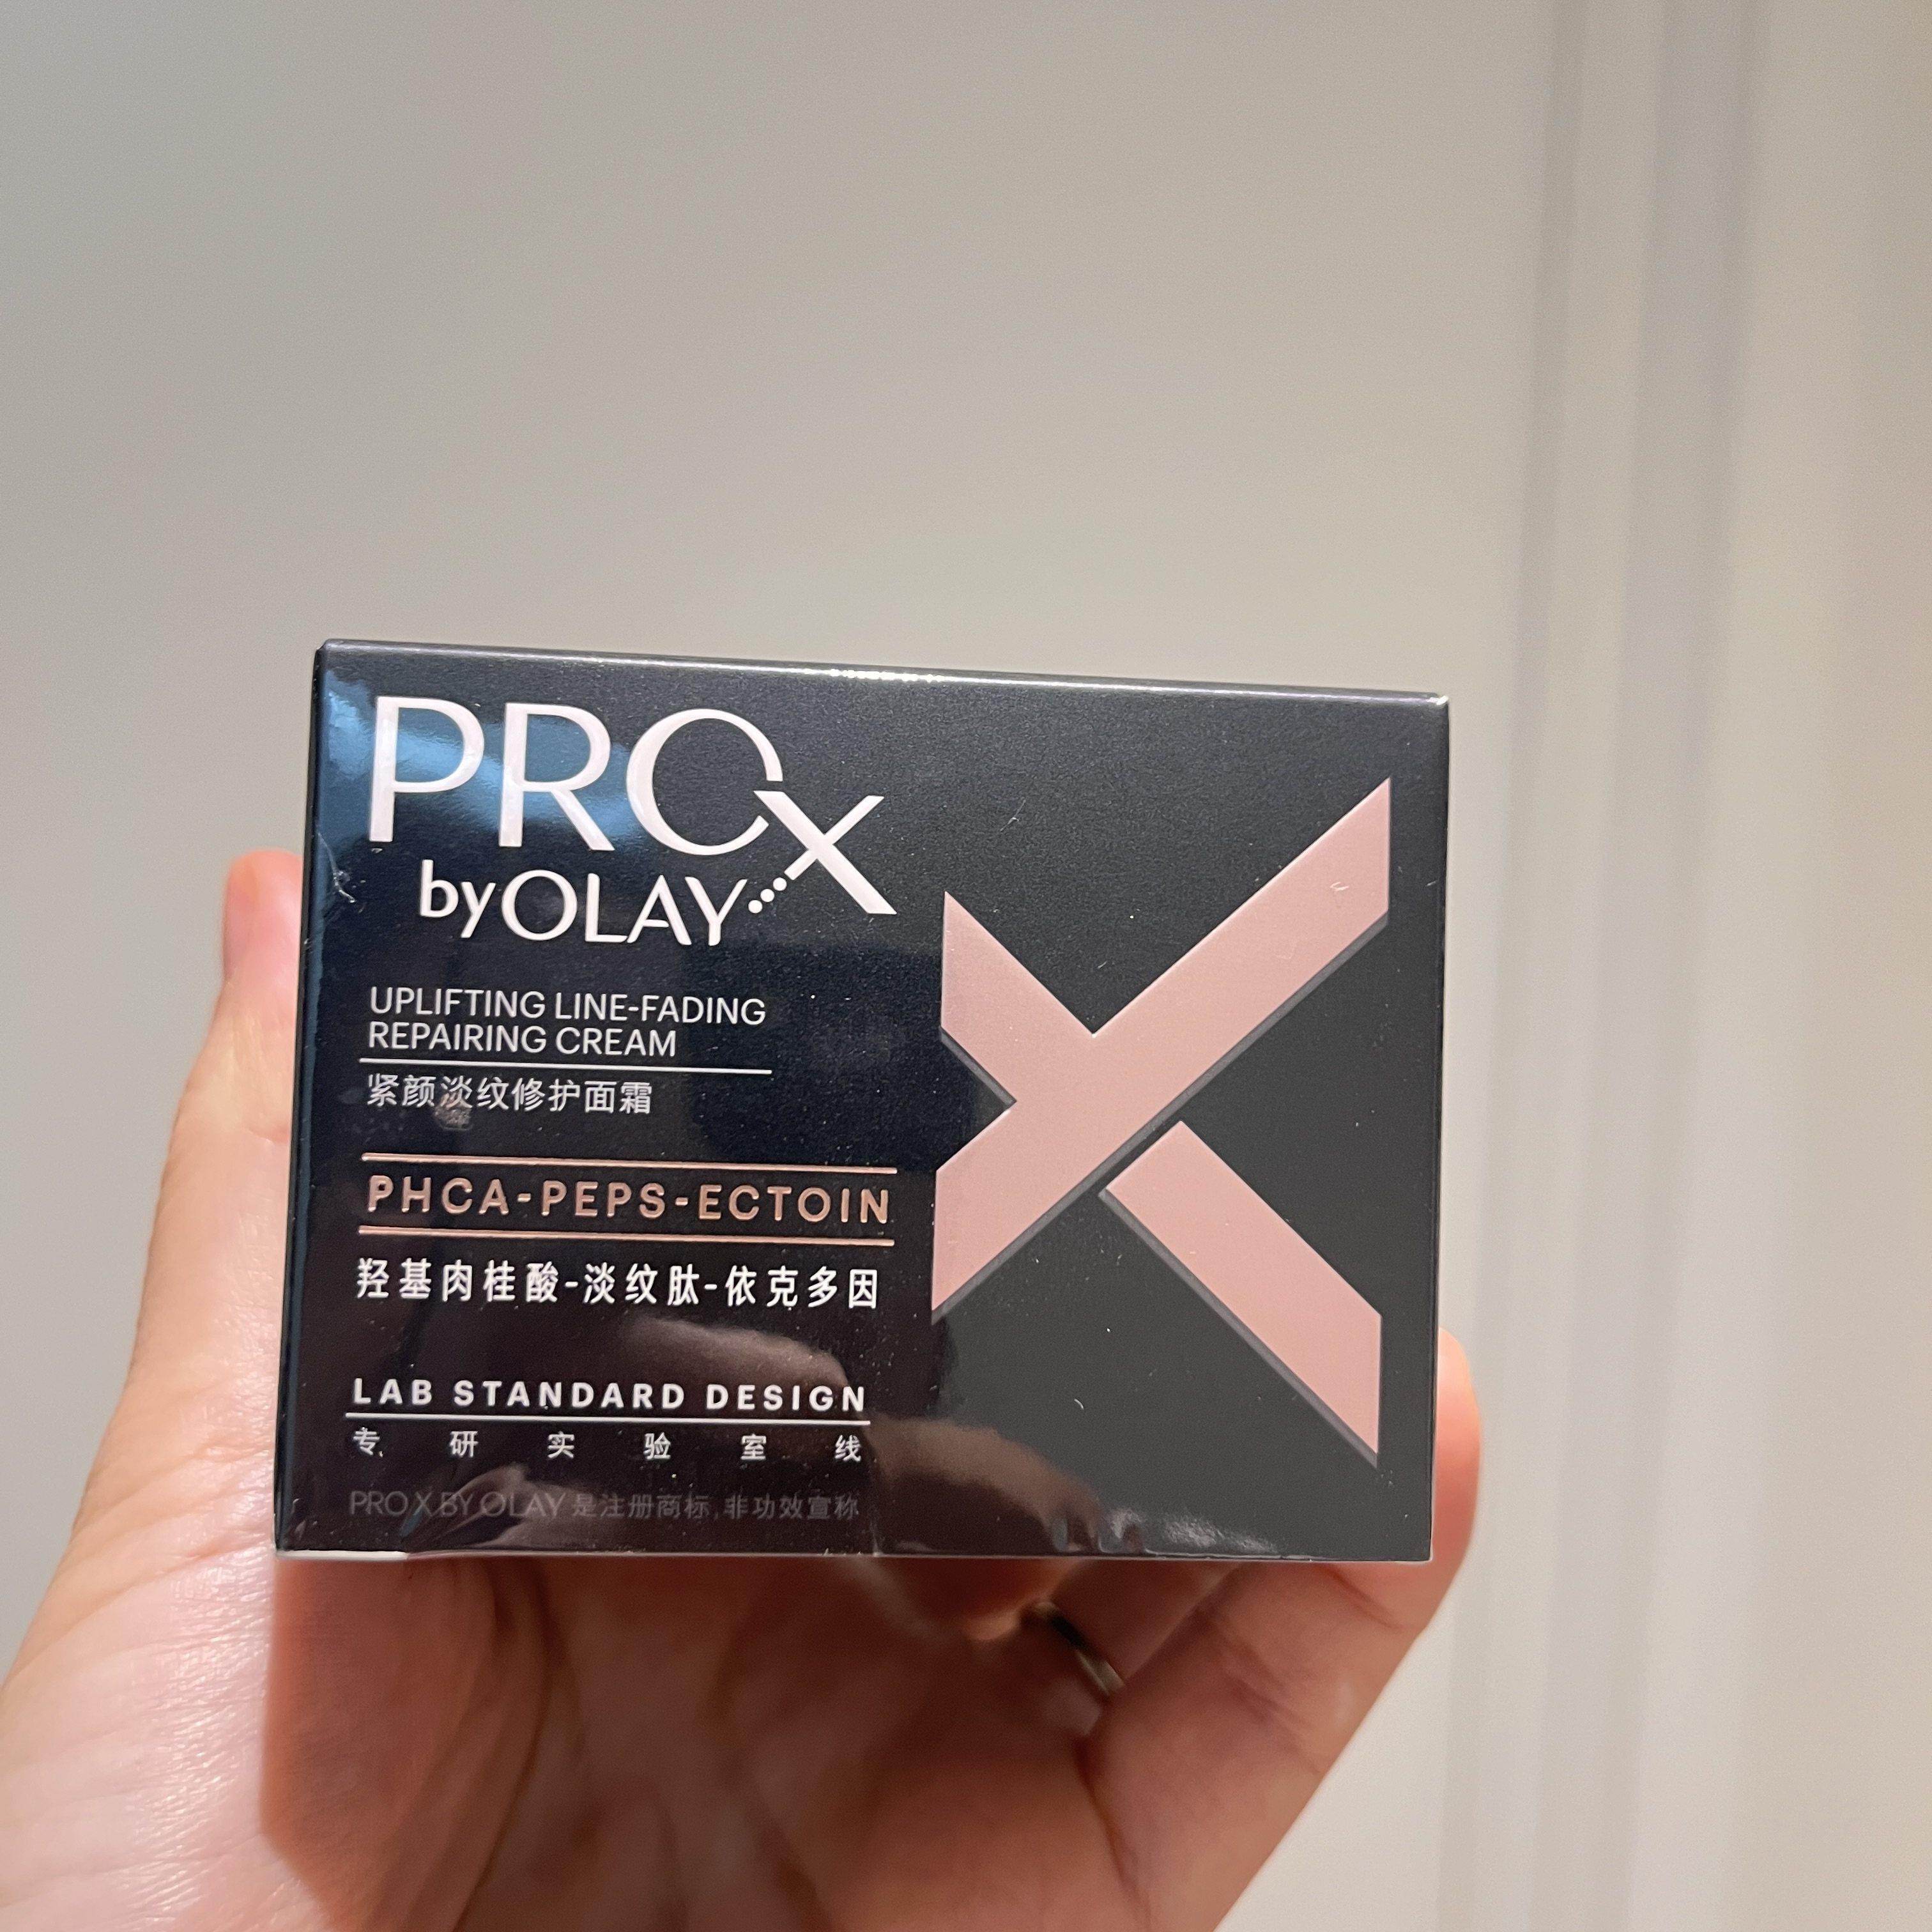 PROX
by OLAY
UPLIFTING LINE-FADING
REPAIRING CREAM
紧颜淡纹修护面霜
PHCA-PEPS-ECTOIN
羟基肉桂酸-淡纹肽-依克多因
LAB STANDARD DESIGN
专研实验室线
PRO X BY OLAY 是注册商标,非功效宣称